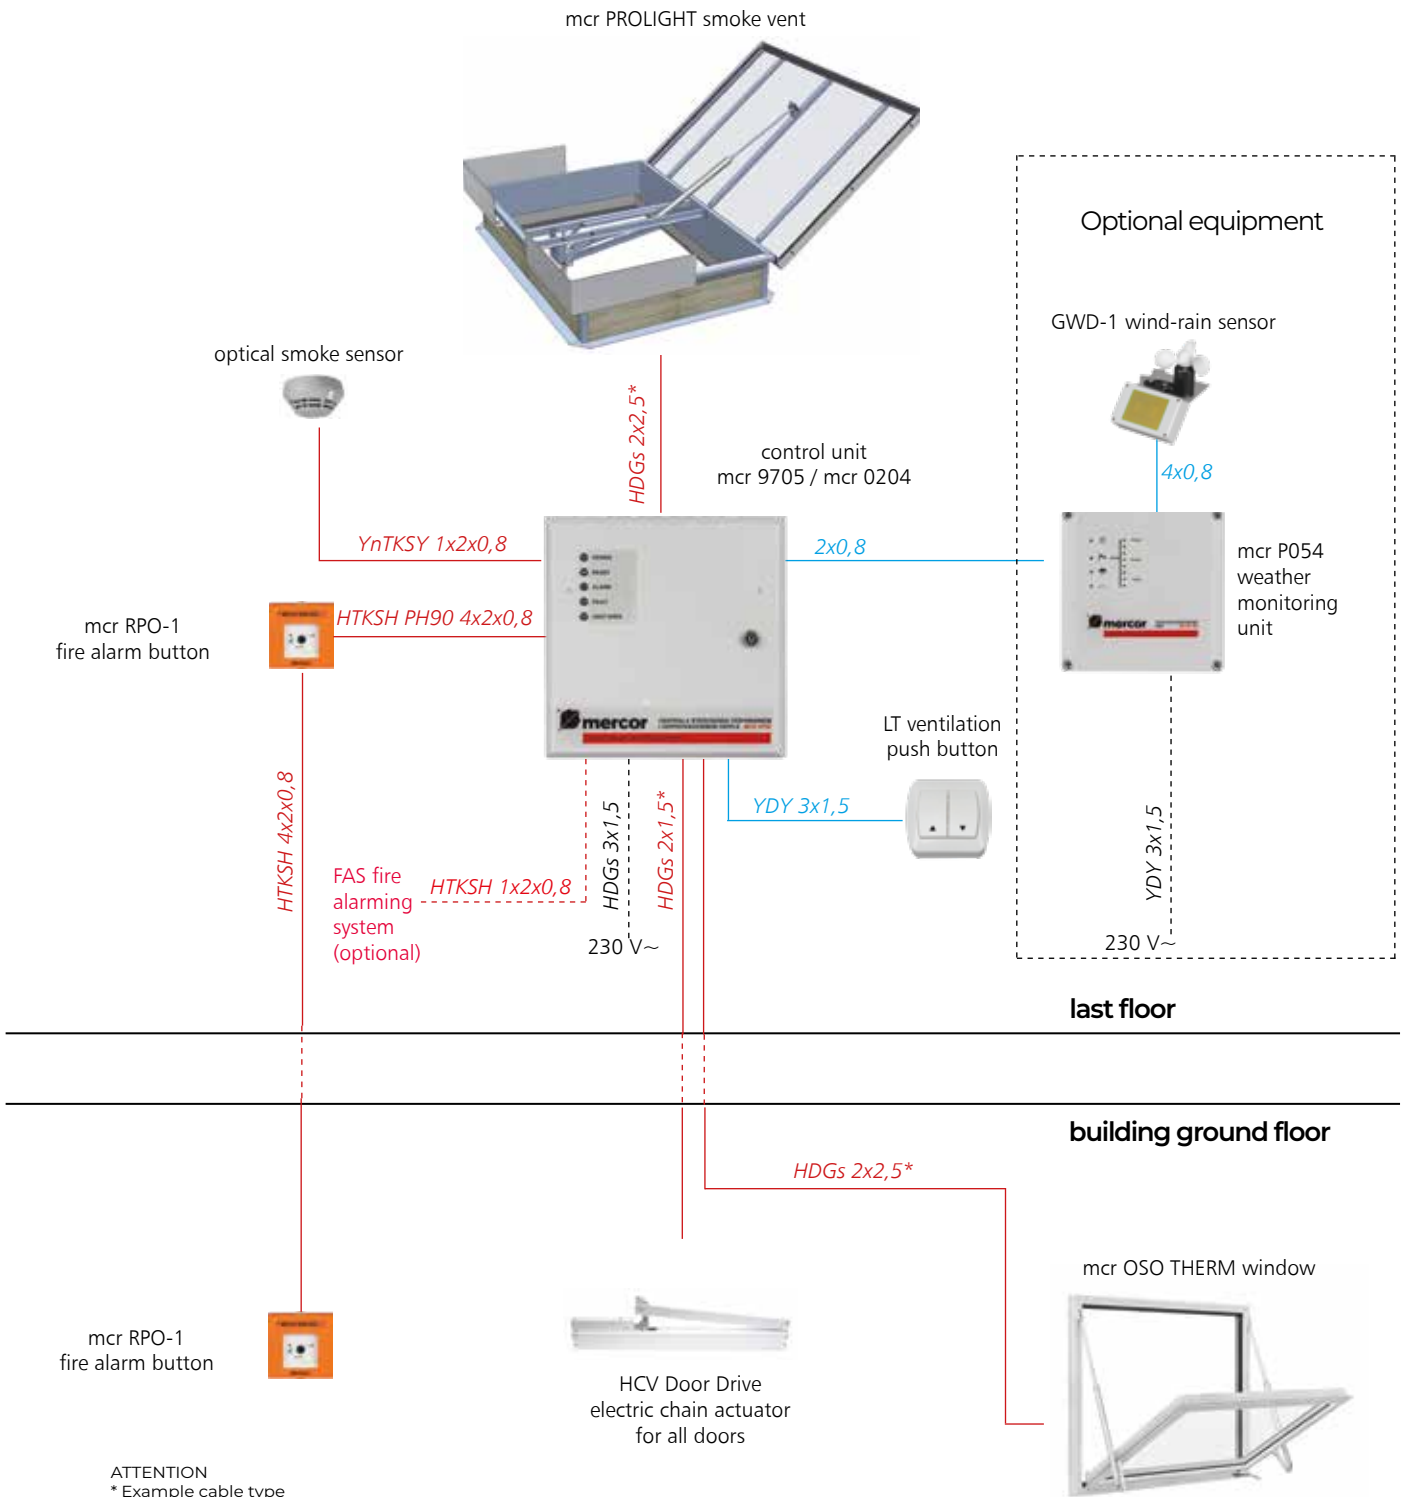 mcr PROLIGHT smoke vent
Optional equipment
GWD-1 wind-rain sensor
optical smoke sensor
HDGs 2x2,5*
control unit
mcr 9705 / mcr 0204
4x0,8
YnTKSY 1x2x0,8
2x0,8
mcr P054
weather
monitoring
unit
mcr RPO-1
fire alarm button
HTKSH PH90 4x2x0,8
mercor
mercor
LT ventilation
push button
YDY 3x1,5
HTKSH 4x2x0,8
FAS fire
alarming
system
(optional)
HTKSH 1x2x0,8
HDGs 3x1,5
230 V~
HDGs 2x1,5*
YDY 3x1,5
230 V~
last floor
building ground floor
HDGs 2x2,5*
mcr OSO THERM window
mcr RPO-1
fire alarm button
HCV Door Drive
electric chain actuator
for all doors
ATTENTION
* Example cable type